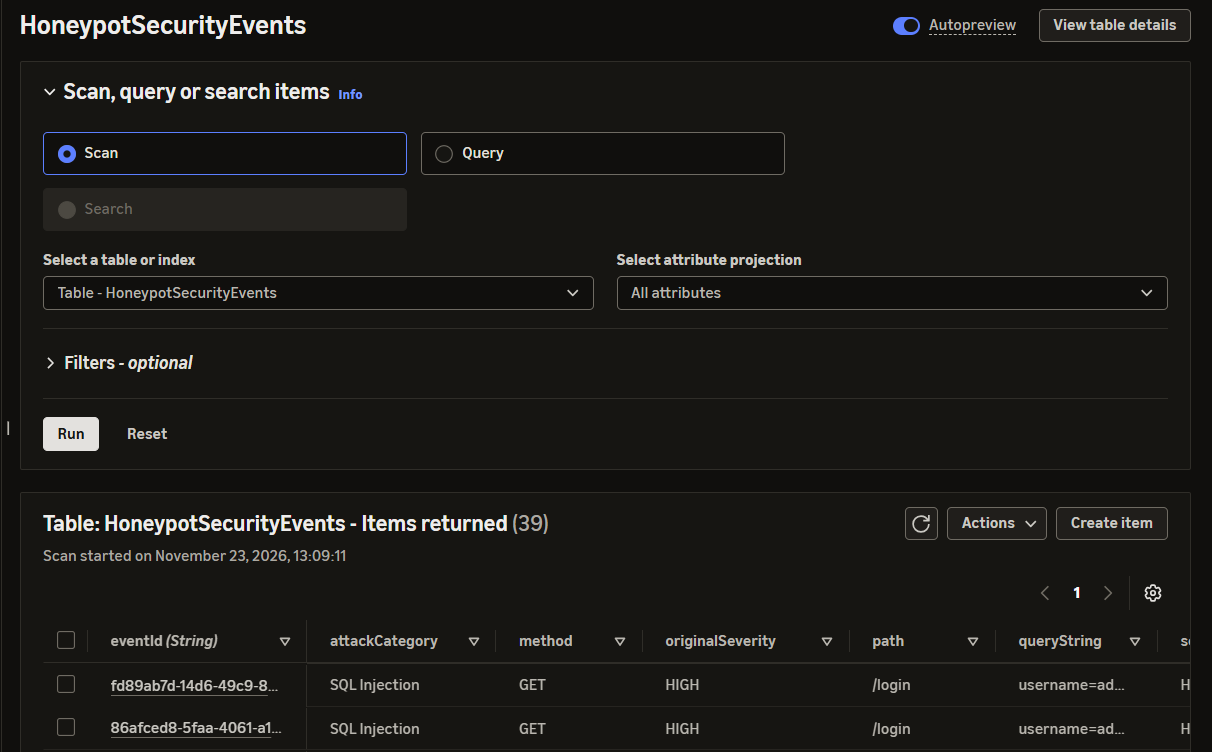 HoneypotSecurityEvents
Autopreview
View table details
Scan, query or search items Info
Scan
Query
Search
Select a table or index
Select attribute projection
Table - HoneypotSecurityEvents
All attributes
Filters - optional
Run
Reset
Table: HoneypotSecurityEvents - Items returned (39)
Actions
Create item
Scan started on November 23, 2026, 13:09:11
1
eventId (String) attackCategory method originalSeverity path queryString
fd89ab7d-14d6-49c9-8... SQL Injection GET HIGH /login username=ad... H
86afced8-5faa-4061-a1... SQL Injection GET HIGH /login username=ad... H